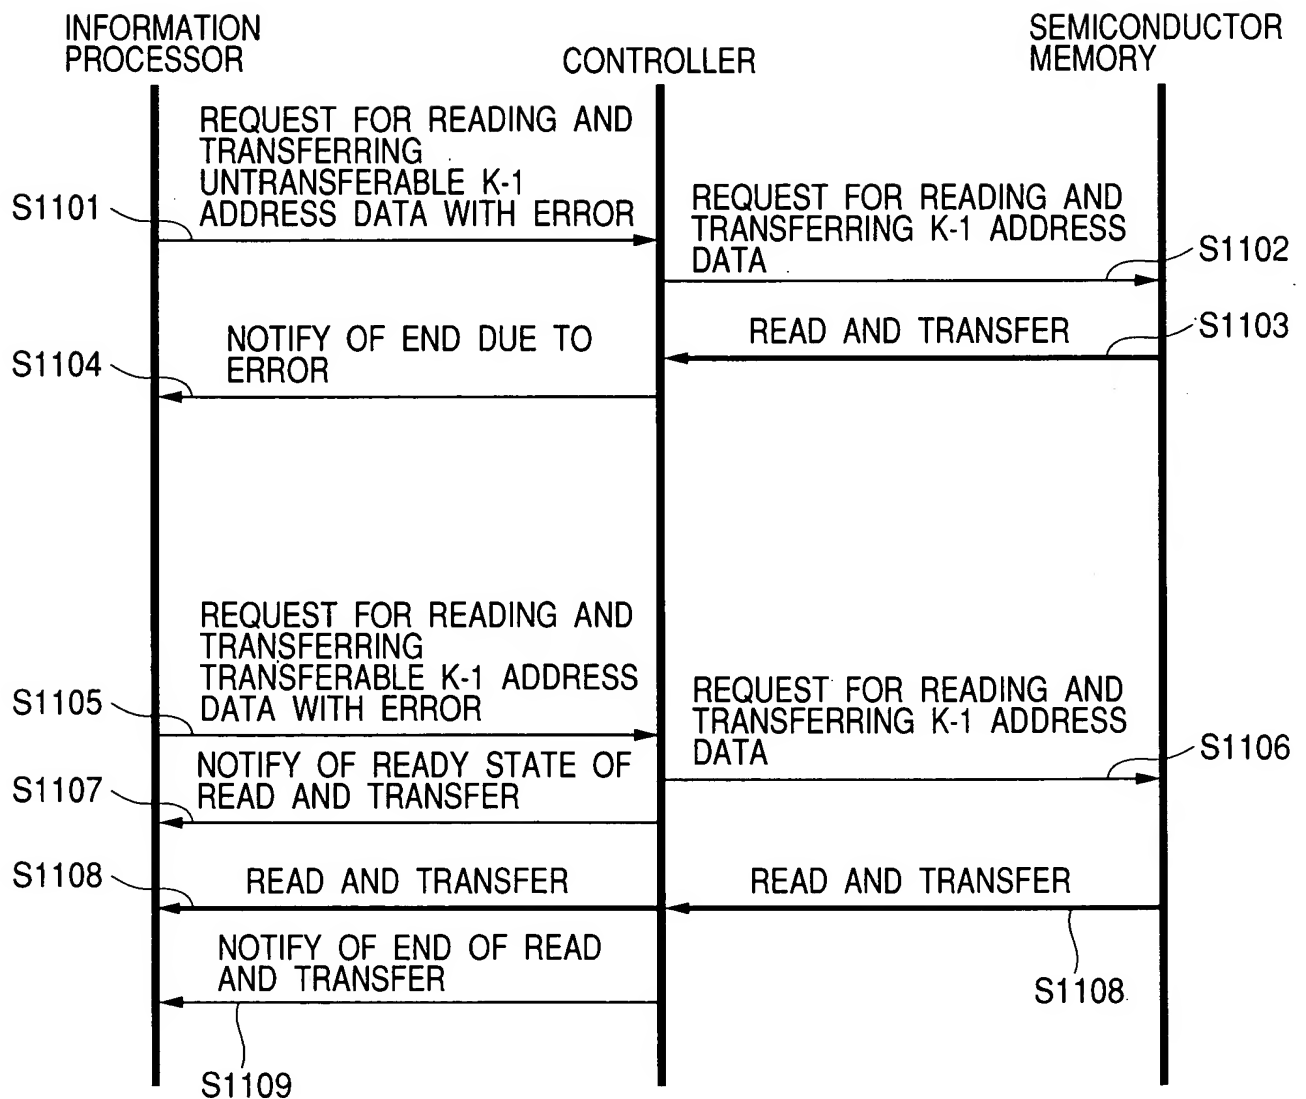 INFORMATION
PROCESSOR
CONTROLLER
SEMICONDUCTOR
MEMORY
REQUEST FOR READING AND
TRANSFERRING
UNTRANSFERABLE K-1
ADDRESS DATA WITH ERROR
S1101
REQUEST FOR READING AND
TRANSFERRING K-1 ADDRESS
DATA
S1102
READ AND TRANSFER
S1103
NOTIFY OF END DUE TO
ERROR
S1104
REQUEST FOR READING AND
TRANSFERRING
TRANSFERABLE K-1 ADDRESS
DATA WITH ERROR
S1105
REQUEST FOR READING AND
TRANSFERRING K-1 ADDRESS
DATA
S1106
NOTIFY OF READY STATE OF
READ AND TRANSFER
S1107
READ AND TRANSFER
S1108
READ AND TRANSFER
S1108
NOTIFY OF END OF READ
AND TRANSFER
S1109